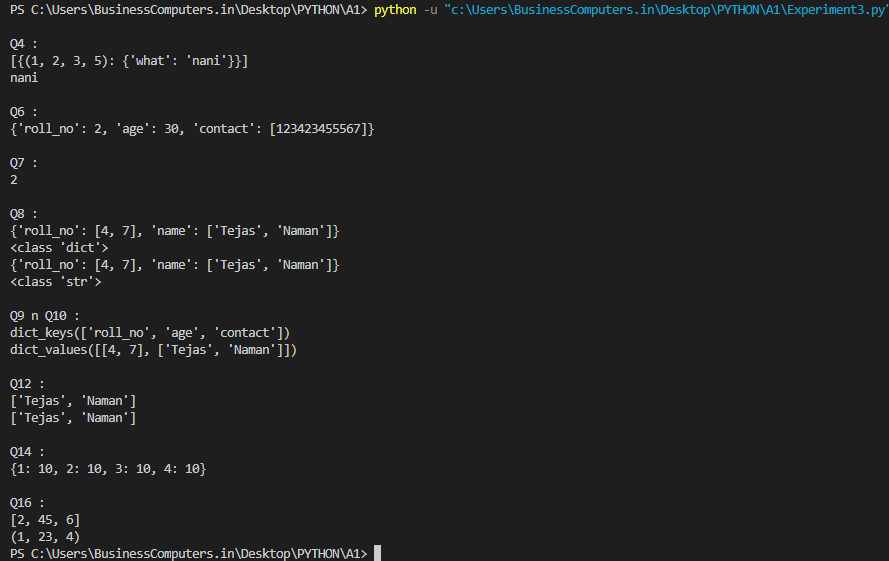 PS C:\Users\BusinessComputers.in\Desktop\PYTHON\A1> python -u "c:\Users\BusinessComputers.in\Desktop\PYTHON\A1\Experiment3.py"
Q4 :
[{(1, 2, 3, 5): {'what': 'nani'}}]
nani
Q6 :
{'roll_no': 2, 'age': 30, 'contact': [123423455567]}
Q7 :
2
Q8 :
{'roll_no': [4, 7], 'name': ['Tejas', 'Naman']}
<class 'dict'>
{'roll_no': [4, 7], 'name': ['Tejas', 'Naman']}
<class 'str'>
Q9 n Q10 :
dict_keys(['roll_no', 'age', 'contact'])
dict_values([[4, 7], ['Tejas', 'Naman']])
Q12 :
['Tejas', 'Naman']
['Tejas', 'Naman']
Q14 :
{1: 10, 2: 10, 3: 10, 4: 10}
Q16 :
[2, 45, 6]
(1, 23, 4)
PS C:\Users\BusinessComputers.in\Desktop\PYTHON\A1>